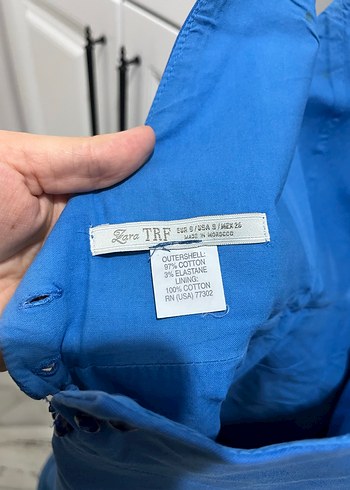 Zara TRF EUR S/USA S/MEX 26
MADE IN MOROCCO
OUTERSHELL:
97% COTTON
3% ELASTANE
LINING:
100% COTTON
RN (USA) 77302